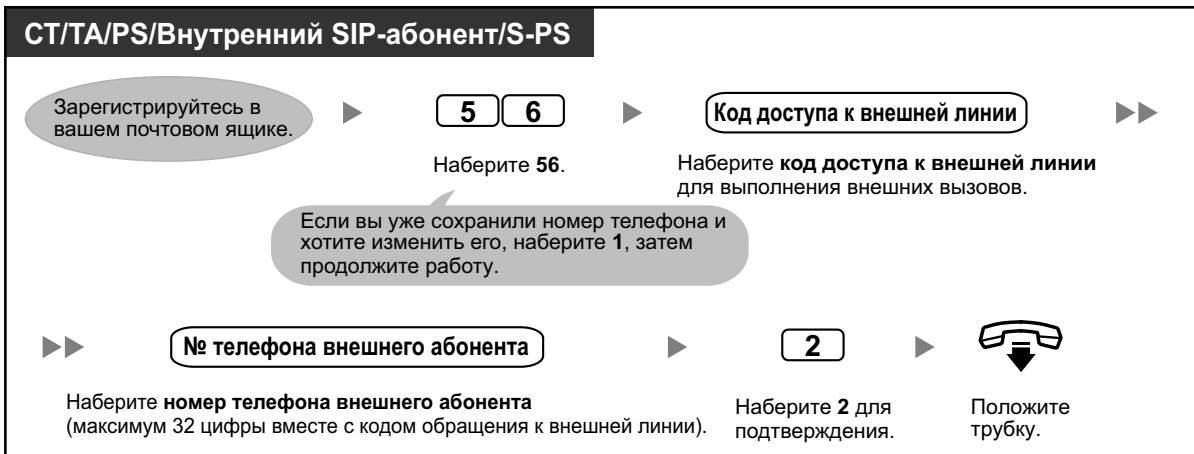 CT/TA/PS/Внутренний SIP-абонент/S-PS
Зарегистрируйтесь в
вашем почтовом ящике.
5 6
Код доступа к внешней линии
Наберите 56.
Наберите код доступа к внешней линии
для выполнения внешних вызовов.
Если вы уже сохранили номер телефона и
хотите изменить его, наберите 1, затем
продолжите работу.
№ телефона внешнего абонента
2
Наберите номер телефона внешнего абонента
(максимум 32 цифры вместе с кодом обращения к внешней линии).
Наберите 2 для
подтверждения.
Положите
трубку.